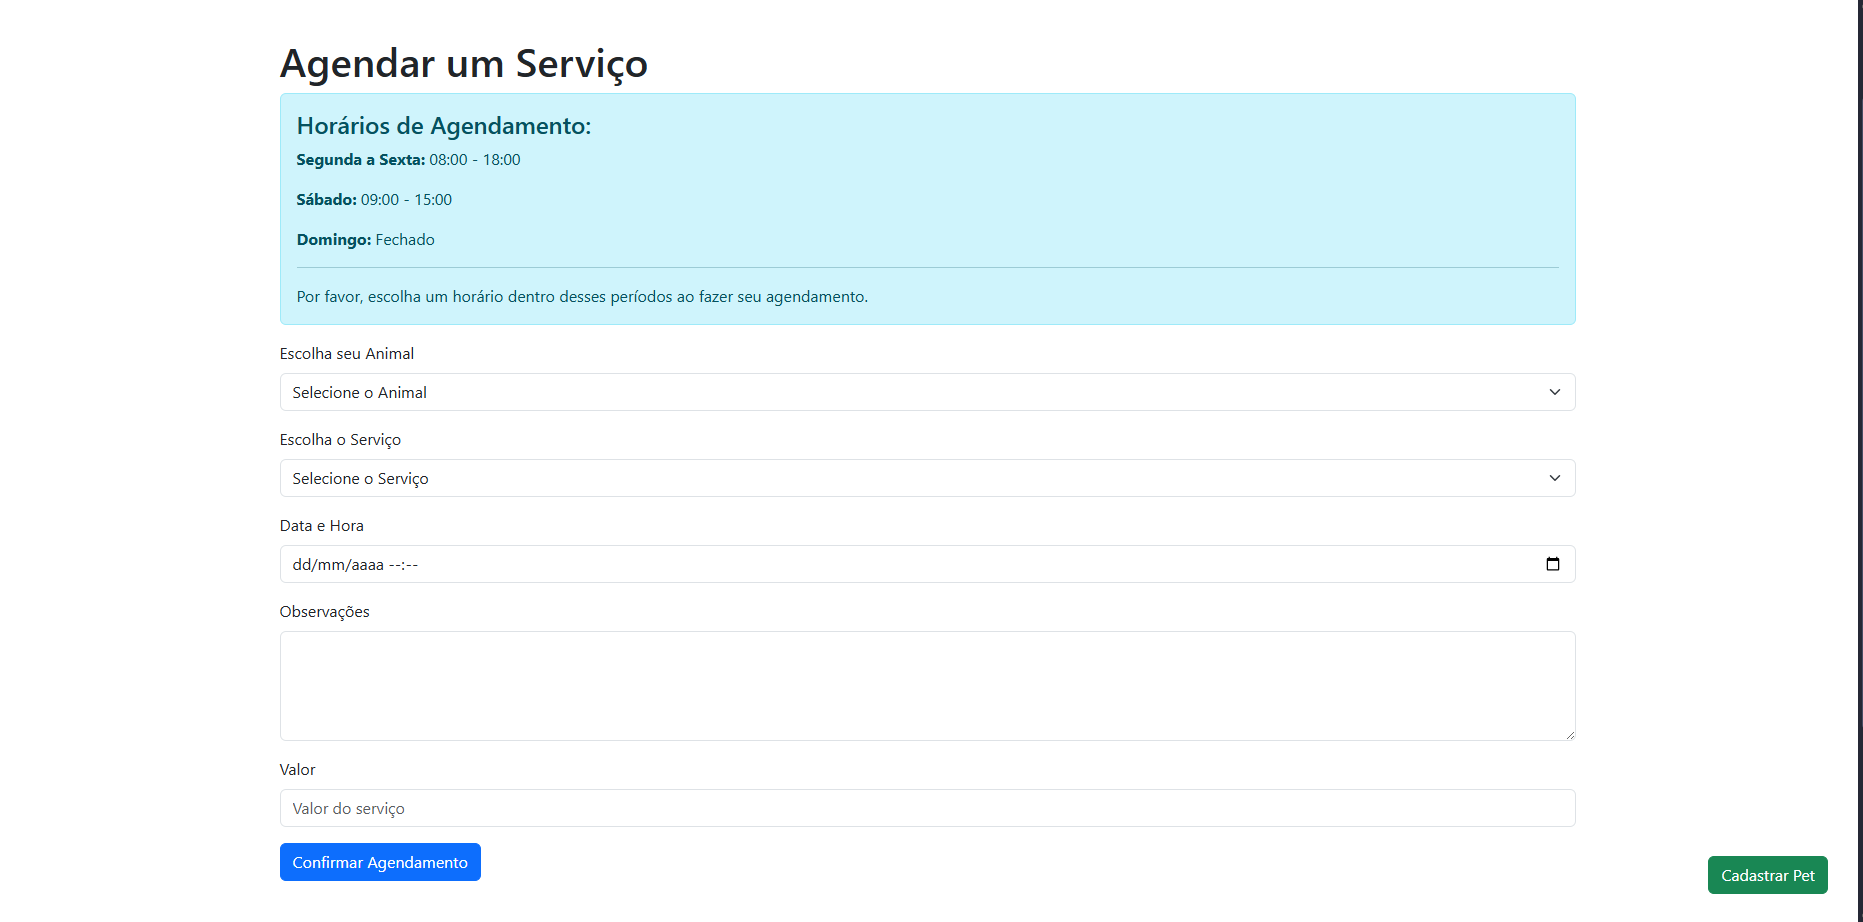 Agendar um Serviço
Horários de Agendamento:
Segunda a Sexta: 08:00 - 18:00
Sábado: 09:00 - 15:00
Domingo: Fechado
Por favor, escolha um horário dentro desses períodos ao fazer seu agendamento.
Escolha seu Animal
Selecione o Animal
Escolha o Serviço
Selecione o Serviço
Data e Hora
dd/mm/aaaa --:--
Observações
Valor
Valor do serviço
Confirmar Agendamento
Cadastrar Pet